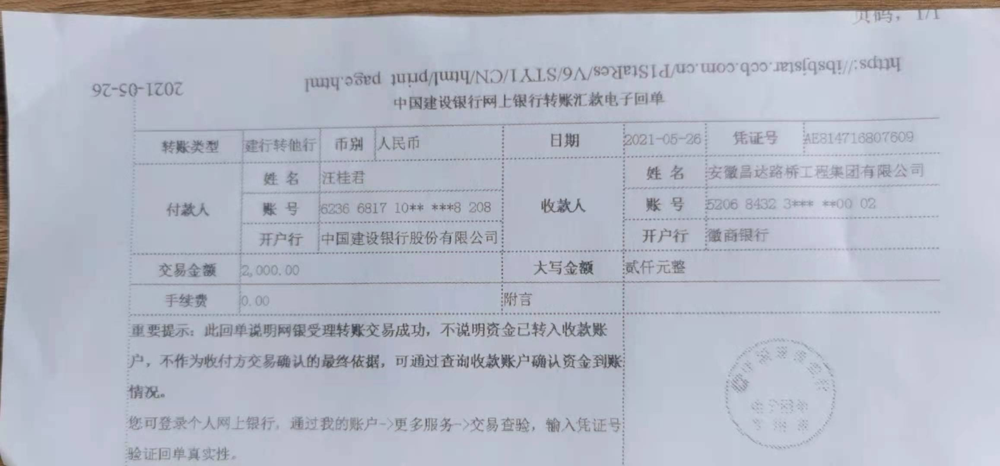 页码, 1/1
https://ibsbjstar.ccb.com.cn/P1StaRes/V6/STY1/CN/html/print_page.html
2021-05-26
中国建设银行网上银行转账汇款电子回单
转账类型 建行转他行 币别 人民币 日期 2021-05-26 凭证号 AE814716807609
付款人 姓 名 汪桂君 收款人 姓 名 安徽昌达路桥工程集团有限公司
账 号 6236 6817 10** ***8 208 账 号 5206 8432 3*** **00 02
开户行 中国建设银行股份有限公司 开户行 徽商银行
交易金额 2,000.00 大写金额 贰仟元整
手续费 0.00 附言
重要提示：此回单说明网银受理转账交易成功，不说明资金已转入收款账
户，不作为收付方交易确认的最终依据，可通过查询收款账户确认资金到账
情况。
您可登录个人网上银行，通过我的账户->更多服务->交易查验，输入凭证号
验证回单真实性。